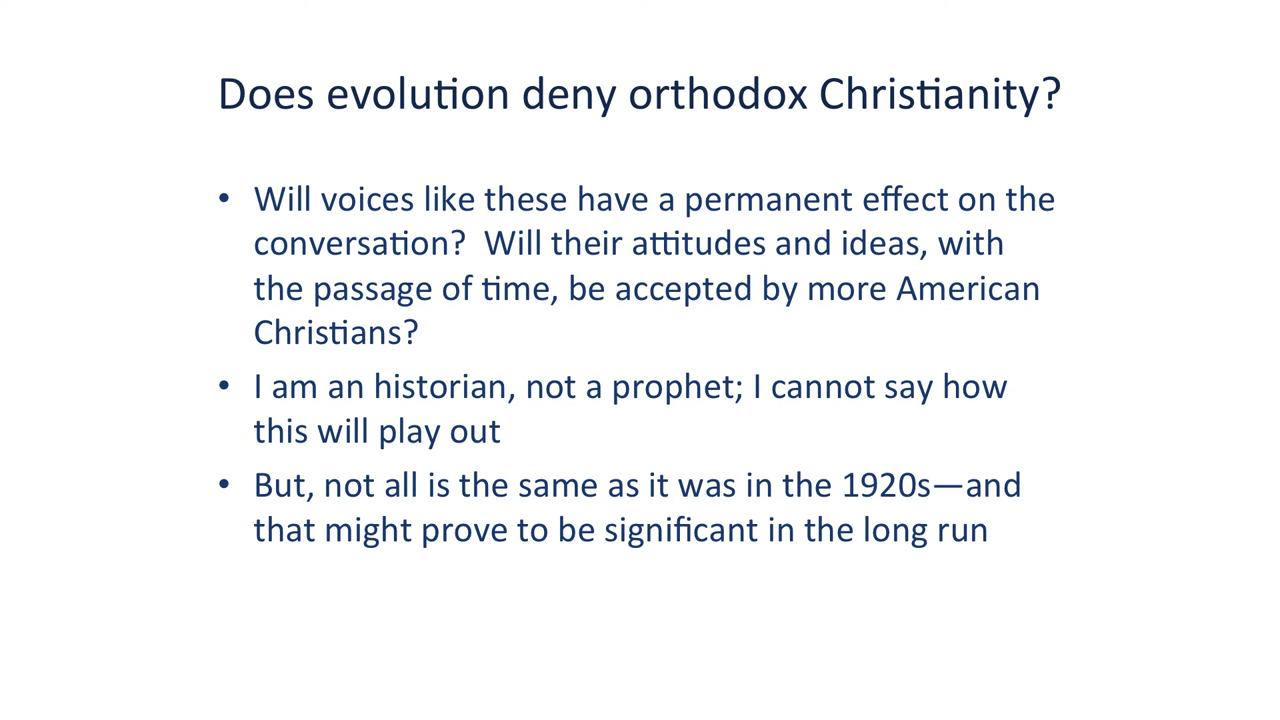 Does evolution deny orthodox Christianity?
• Will voices like these have a permanent effect on the
conversation?  Will their attitudes and ideas, with
the passage of time, be accepted by more American
Christians?
• I am an historian, not a prophet; I cannot say how
this will play out
• But, not all is the same as it was in the 1920s—and
that might prove to be significant in the long run